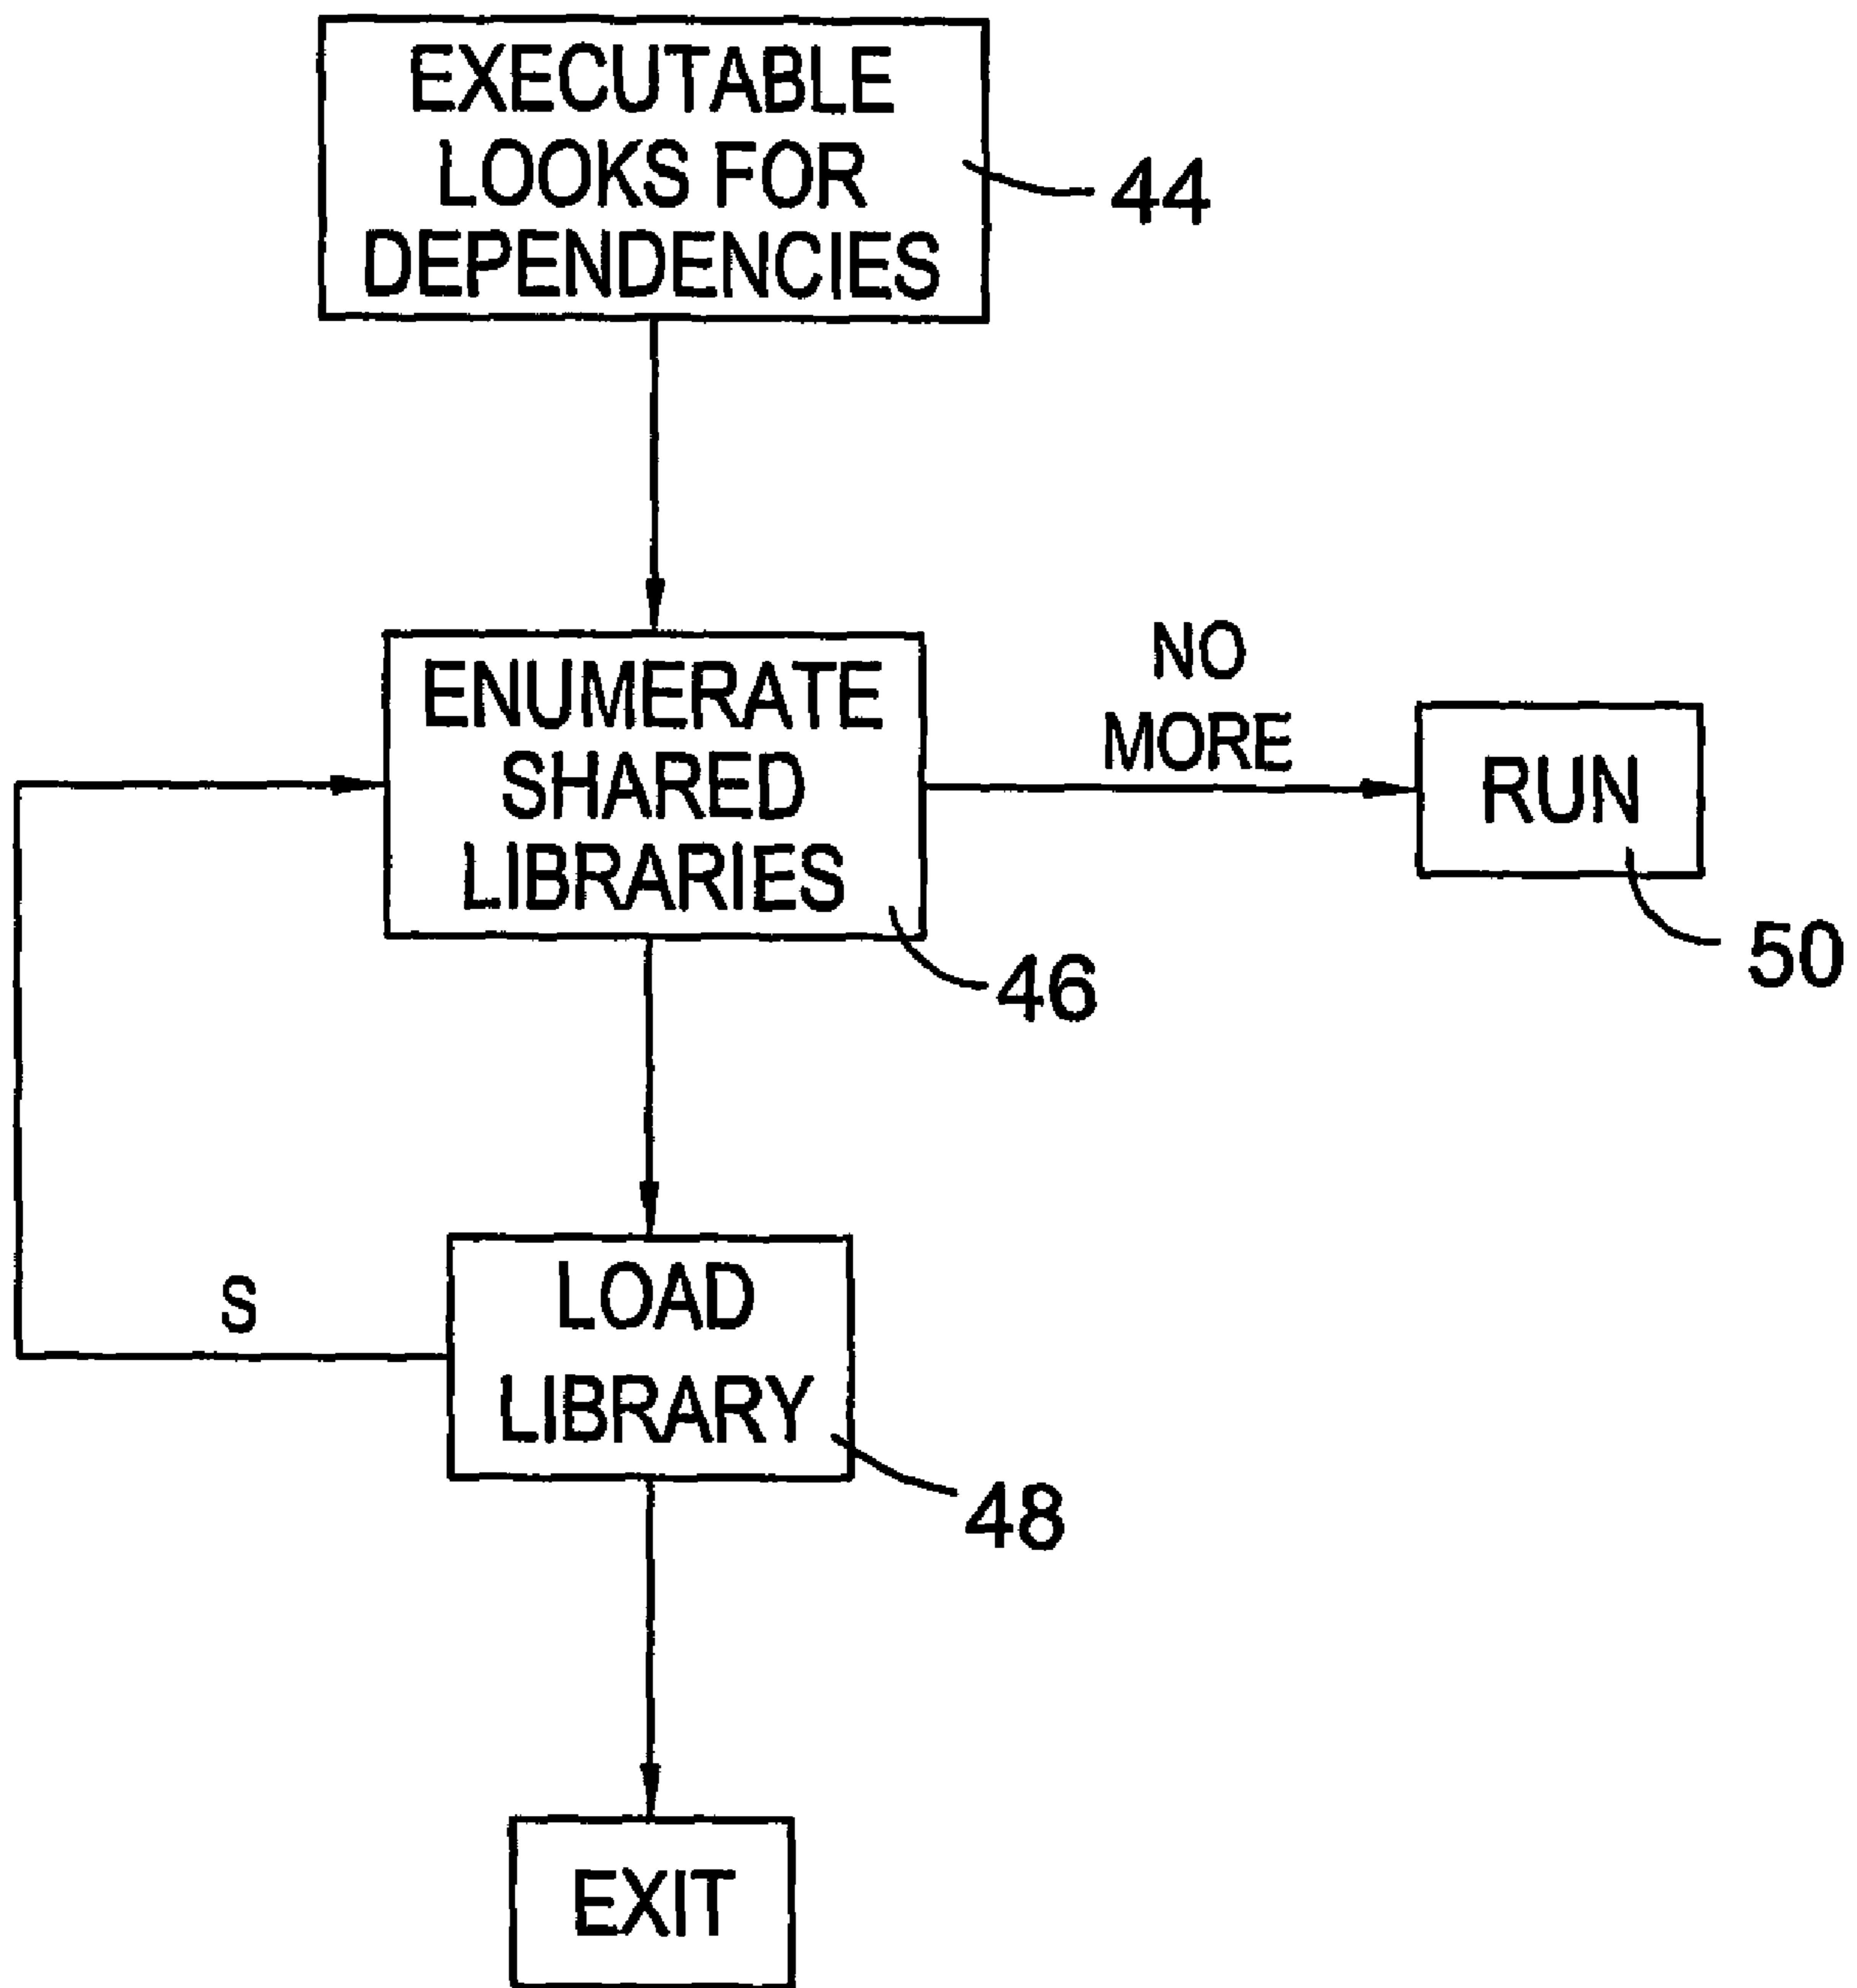 EXECUTABLE
LOOKS FOR
DEPENDENCIES
44
ENUMERATE
SHARED
LIBRARIES
46
NO
MORE
RUN
50
S
LOAD
LIBRARY
48
EXIT